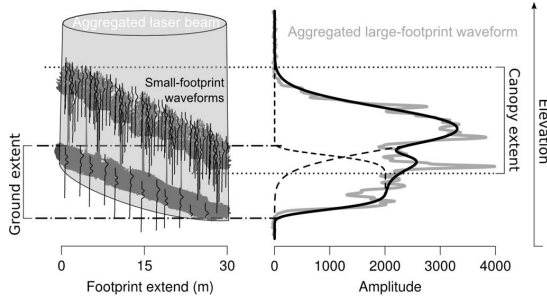 Aggregated laser beam
Aggregated large-footprint
waveform
Small-footprint
waveforms
Ground extent
Canopy extent
Elevation
0 15 30
Footprint extend (m)
0 1000 2000 3000 4000
Amplitude